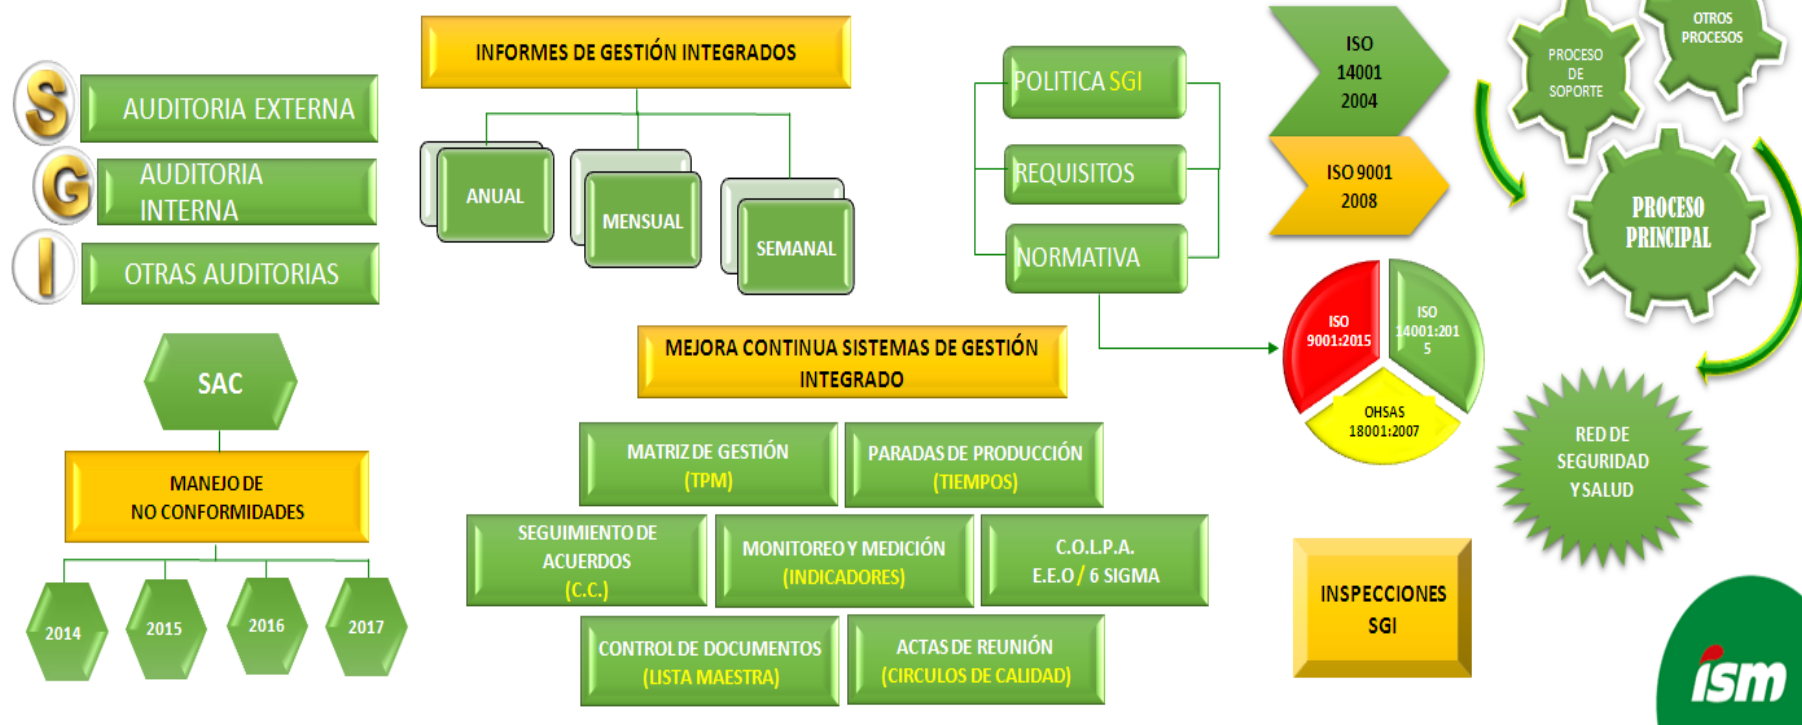 S
AUDITORIA EXTERNA
G
AUDITORIA
INTERNA
I
OTRAS AUDITORIAS
INFORMES DE GESTIÓN INTEGRADOS
ANUAL
MENSUAL
SEMANAL
POLITICA SGI
REQUISITOS
NORMATIVA
ISO
14001
2004
ISO 9001
2008
PROCESO
DE
SOPORTE
OTROS
PROCESOS
PROCESO
PRINCIPAL
ISO
9001:2015
ISO
14001:201
5
OHSAS
18001:2007
RED DE
SEGURIDAD
Y SALUD
SAC
MANEJO DE
NO CONFORMIDADES
2014
2015
2016
2017
MEJORA CONTINUA SISTEMAS DE GESTIÓN
INTEGRADO
MATRIZ DE GESTIÓN
(TPM)
PARADAS DE PRODUCCIÓN
(TIEMPOS)
SEGUIMIENTO DE
ACUERDOS
(C.C.)
MONITOREO Y MEDICIÓN
(INDICADORES)
C.O.L.P.A.
E.E.O / 6 SIGMA
CONTROL DE DOCUMENTOS
(LISTA MAESTRA)
ACTAS DE REUNIÓN
(CIRCULOS DE CALIDAD)
INSPECCIONES
SGI
ism